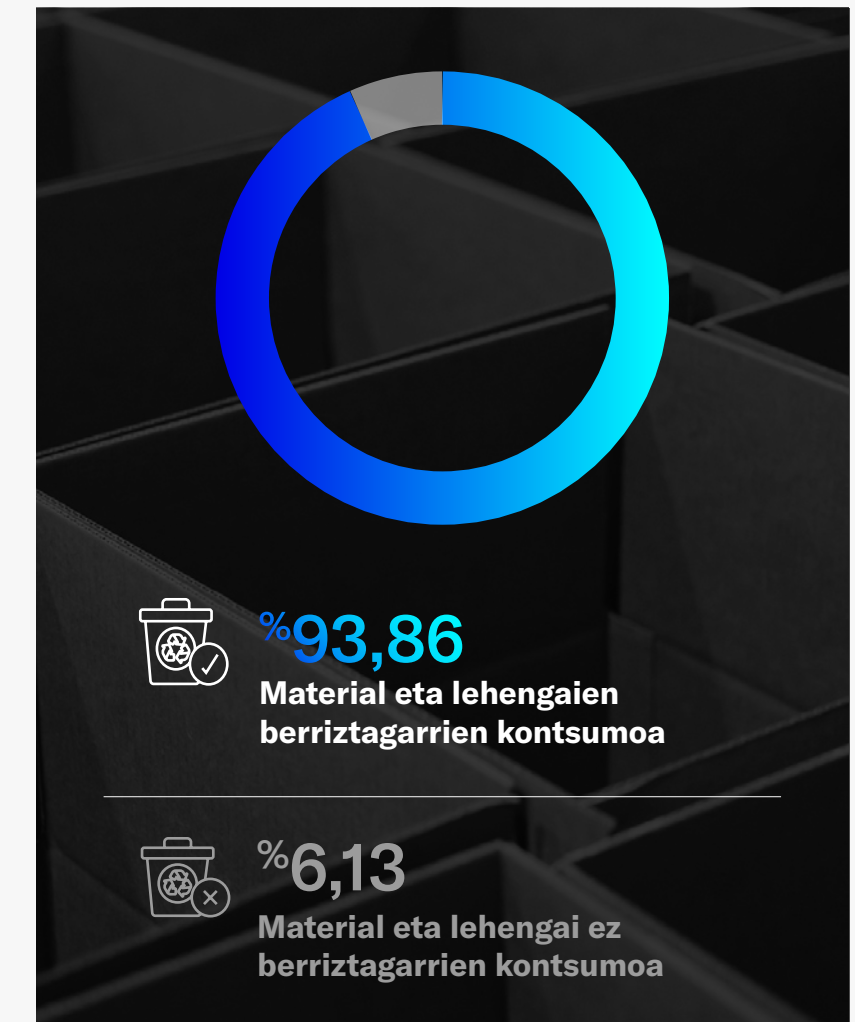 %93,86
Material eta lehengaien
berriztagarrien kontsumoa
%6,13
Material eta lehengai ez
berriztagarrien kontsumoa